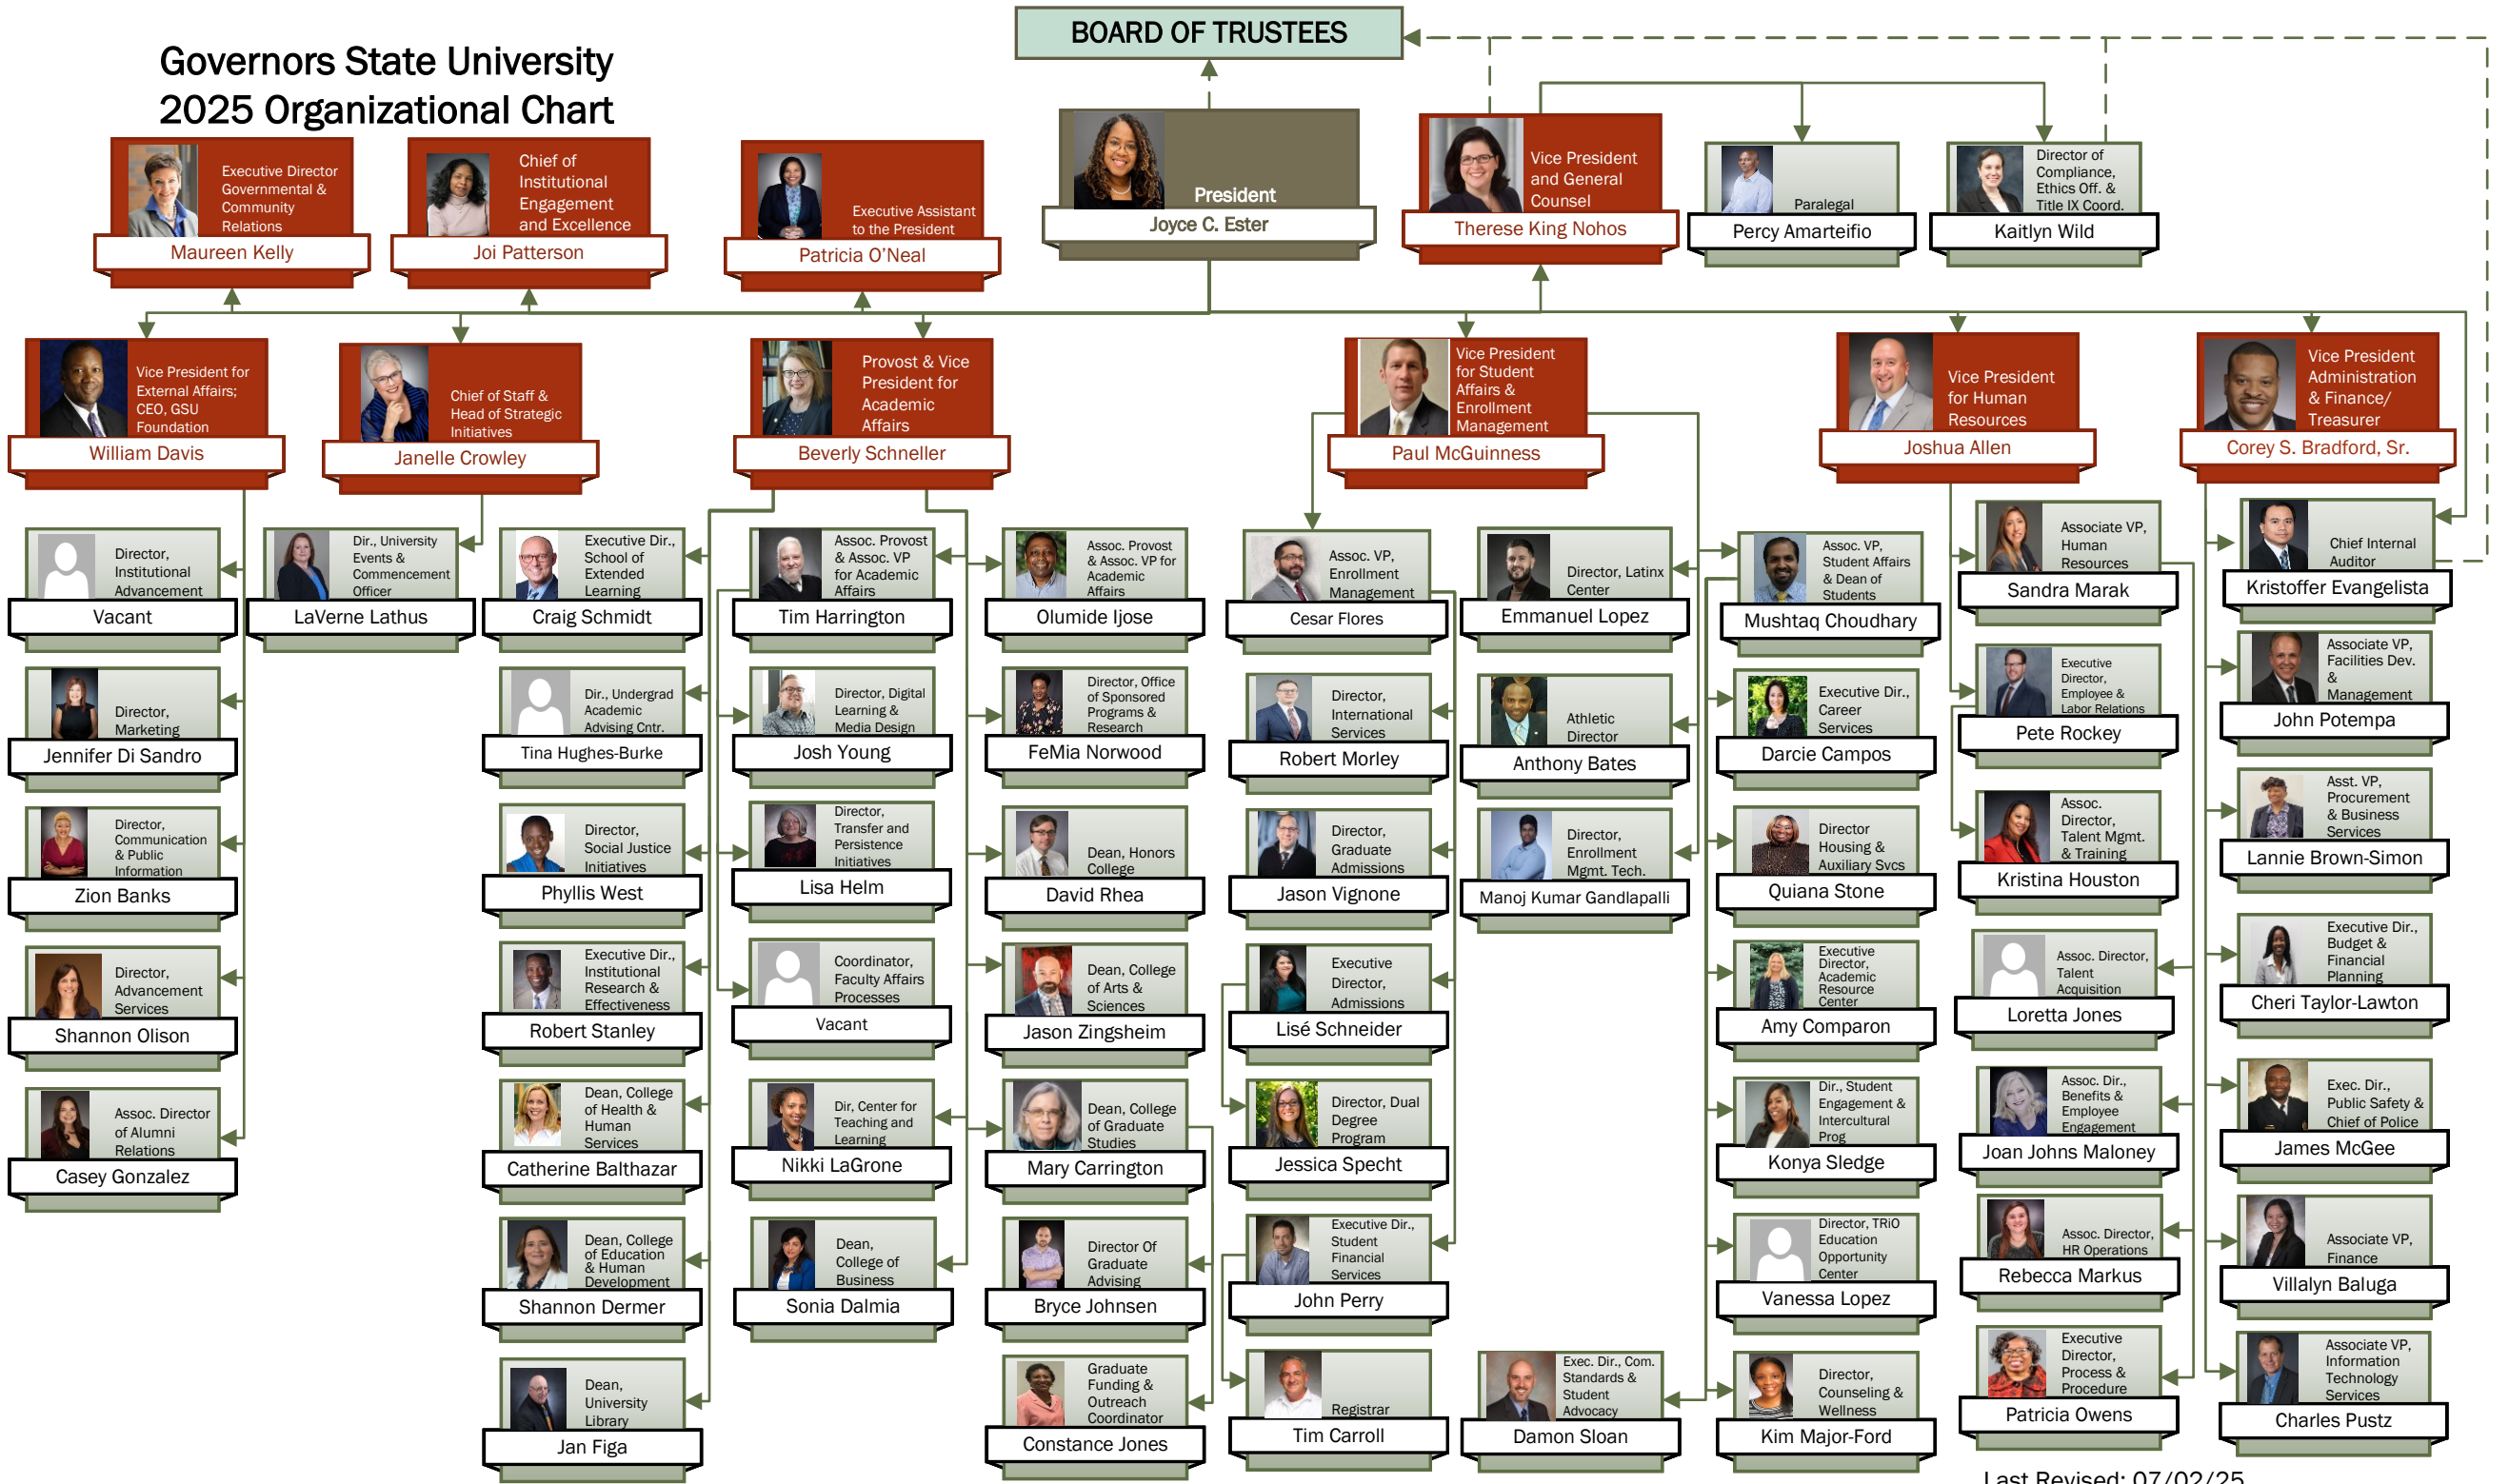 BOARD OF TRUSTEES
Governors State University
2025 Organizational Chart
Executive Director
Governmental &
Community
Relations
Maureen Kelly
Chief of
Institutional
Engagement
and Excellence
Joi Patterson
Executive Assistant
to the President
Patricia O'Neal
President
Joyce C. Ester
Vice President
and General
Counsel
Therese King Nohos
Paralegal
Percy Amarteifio
Director of
Compliance,
Ethics Off. &
Title IX Coord.
Kaitlyn Wild
Vice President for
External Affairs;
CEO, GSU
Foundation
William Davis
Chief of Staff &
Head of Strategic
Initiatives
Janelle Crowley
Provost & Vice
President for
Academic
Affairs
Beverly Schneller
Vice President
for Student
Affairs &
Enrollment
Management
Paul McGuinness
Vice President
for Human
Resources
Joshua Allen
Vice President
Administration
& Finance/
Treasurer
Corey S. Bradford, Sr.
Director,
Institutional
Advancement
Vacant
Dir., University
Events &
Commencement
Officer
LaVerne Lathus
Executive Dir.,
School of
Extended
Learning
Craig Schmidt
Assoc. Provost
& Assoc. VP
for Academic
Affairs
Tim Harrington
Assoc. Provost
& Assoc. VP for
Academic
Affairs
Olumide Ijose
Assoc. VP,
Enrollment
Management
Cesar Flores
Director, Latinx
Center
Emmanuel Lopez
Assoc. VP,
Student Affairs
& Dean of
Students
Mushtaq Choudhary
Associate VP,
Human
Resources
Sandra Marak
Chief Internal
Auditor
Kristoffer Evangelista
Director,
Marketing
Jennifer Di Sandro
Dir., Undergrad
Academic
Advising Cntr.
Tina Hughes-Burke
Director, Digital
Learning &
Media Design
Josh Young
Director, Office
of Sponsored
Programs &
Research
FeMia Norwood
Director,
International
Services
Robert Morley
Athletic
Director
Anthony Bates
Executive Dir.,
Career
Services
Darcie Campos
Executive
Director,
Employee &
Labor Relations
Pete Rockey
Associate VP,
Facilities Dev.
&
Management
John Potempa
Director,
Communication
& Public
Information
Zion Banks
Director,
Social Justice
Initiatives
Phyllis West
Director,
Transfer and
Persistence
Initiatives
Lisa Helm
Dean, Honors
College
David Rhea
Director,
Graduate
Admissions
Jason Vignone
Director,
Enrollment
Mgmt. Tech.
Manoj Kumar Gandlapalli
Director
Housing &
Auxiliary Svcs
Quiana Stone
Assoc.
Director,
Talent Mgmt.
& Training
Kristina Houston
Asst. VP,
Procurement
& Business
Services
Lannie Brown-Simon
Director,
Advancement
Services
Shannon Olison
Executive Dir.,
Institutional
Research &
Effectiveness
Robert Stanley
Coordinator,
Faculty Affairs
Processes
Vacant
Dean, College
of Arts &
Sciences
Jason Zingsheim
Executive
Director,
Admissions
Lisé Schneider
Executive
Director,
Academic
Resource
Center
Amy Comparon
Assoc. Director,
Talent
Acquisition
Loretta Jones
Executive Dir.,
Budget &
Financial
Planning
Cheri Taylor-Lawton
Assoc. Director
of Alumni
Relations
Casey Gonzalez
Dean, College
of Health &
Human
Services
Catherine Balthazar
Dir, Center for
Teaching and
Learning
Nikki LaGrone
Dean, College
of Graduate
Studies
Mary Carrington
Director, Dual
Degree
Program
Jessica Specht
Dir., Student
Engagement &
Intercultural
Prog
Konya Sledge
Assoc. Dir.,
Benefits &
Employee
Engagement
Joan Johns Maloney
Exec. Dir.,
Public Safety &
Chief of Police
James McGee
Dean, College
of Education
& Human
Development
Shannon Dermer
Dean,
College of
Business
Sonia Dalmia
Director Of
Graduate
Advising
Bryce Johnsen
Executive Dir.,
Student
Financial
Services
John Perry
Director, TRiO
Education
Opportunity
Center
Vanessa Lopez
Assoc. Director,
HR Operations
Rebecca Markus
Associate VP,
Finance
Villalyn Baluga
Dean,
University
Library
Jan Figa
Graduate
Funding &
Outreach
Coordinator
Constance Jones
Registrar
Tim Carroll
Exec. Dir., Com.
Standards &
Student
Advocacy
Damon Sloan
Director,
Counseling &
Wellness
Kim Major-Ford
Executive
Director,
Process &
Procedure
Patricia Owens
Associate VP,
Information
Technology
Services
Charles Pustz
Last Revised: 07/02/25